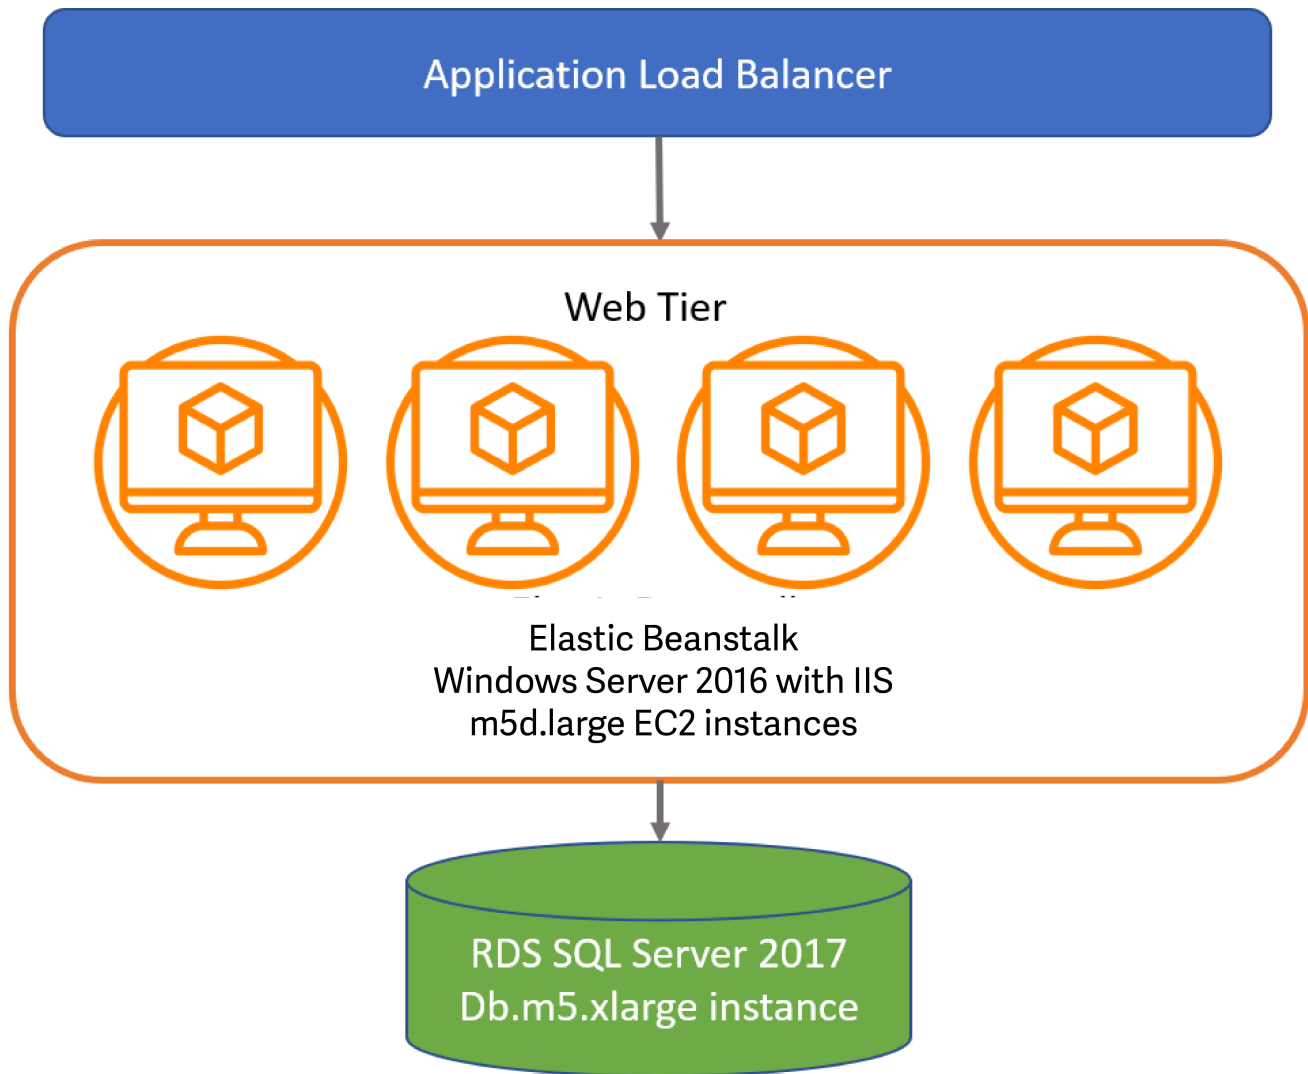 Application Load Balancer
Web Tier
Elastic Beanstalk
Windows Server 2016 with IIS
m5d.large EC2 instances
RDS SQL Server 2017
Db.m5.xlarge instance